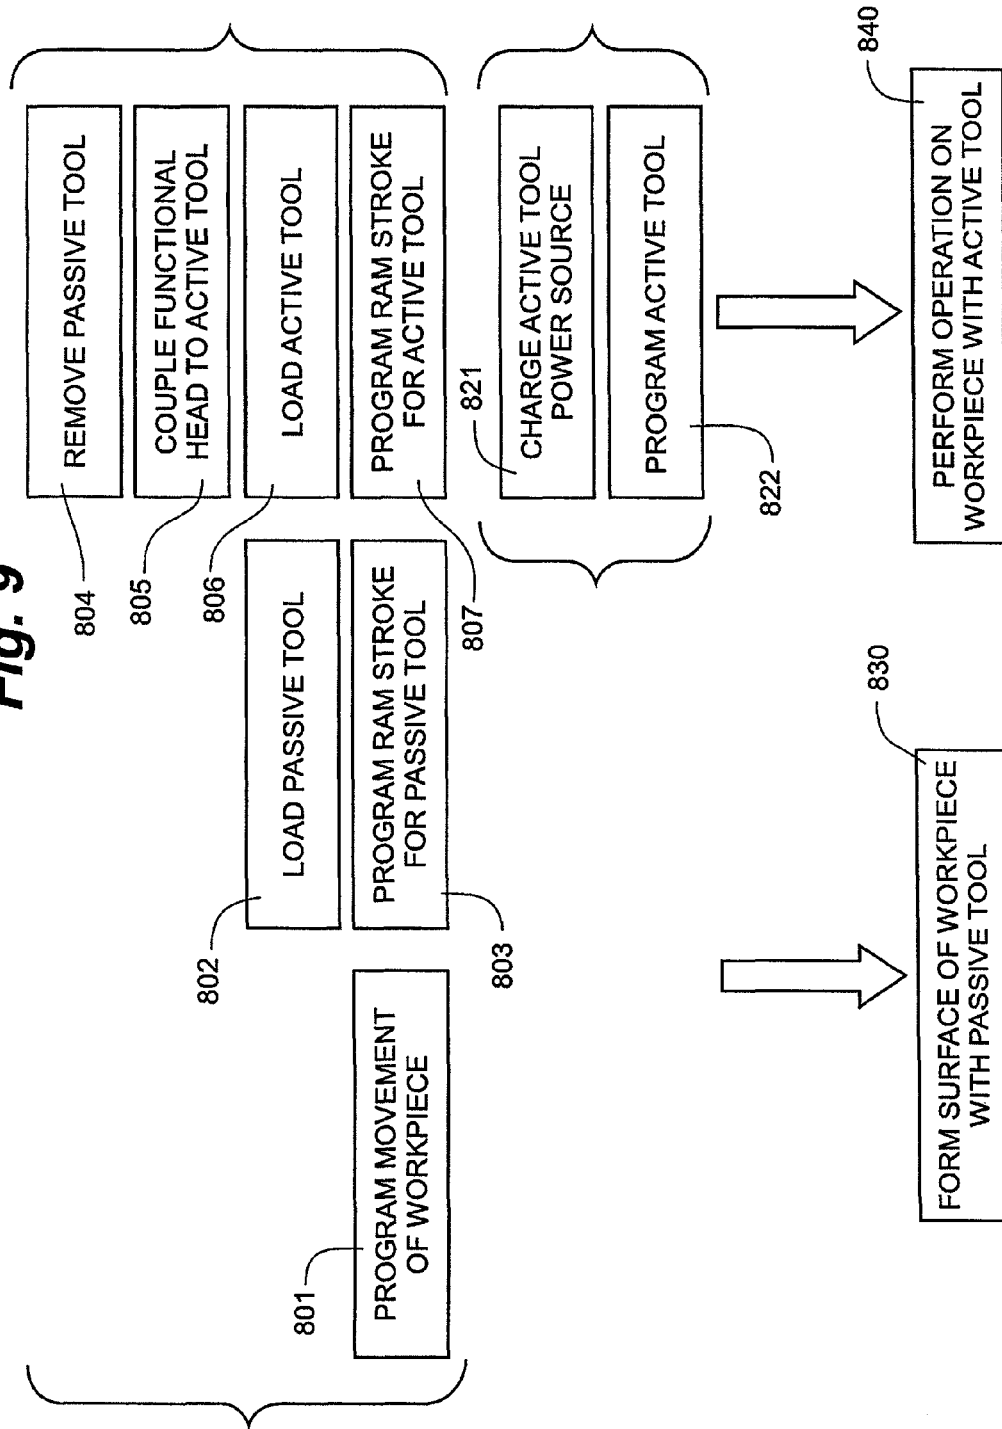 Fig. 9
804
REMOVE PASSIVE TOOL
805
COUPLE FUNCTIONAL
HEAD TO ACTIVE TOOL
802
LOAD PASSIVE TOOL
806
LOAD ACTIVE TOOL
801
PROGRAM MOVEMENT
OF WORKPIECE
803
PROGRAM RAM STROKE
FOR PASSIVE TOOL
807
PROGRAM RAM STROKE
FOR ACTIVE TOOL
821
CHARGE ACTIVE TOOL
POWER SOURCE
822
PROGRAM ACTIVE TOOL
830
FORM SURFACE OF WORKPIECE
WITH PASSIVE TOOL
840
PERFORM OPERATION ON
WORKPIECE WITH ACTIVE TOOL